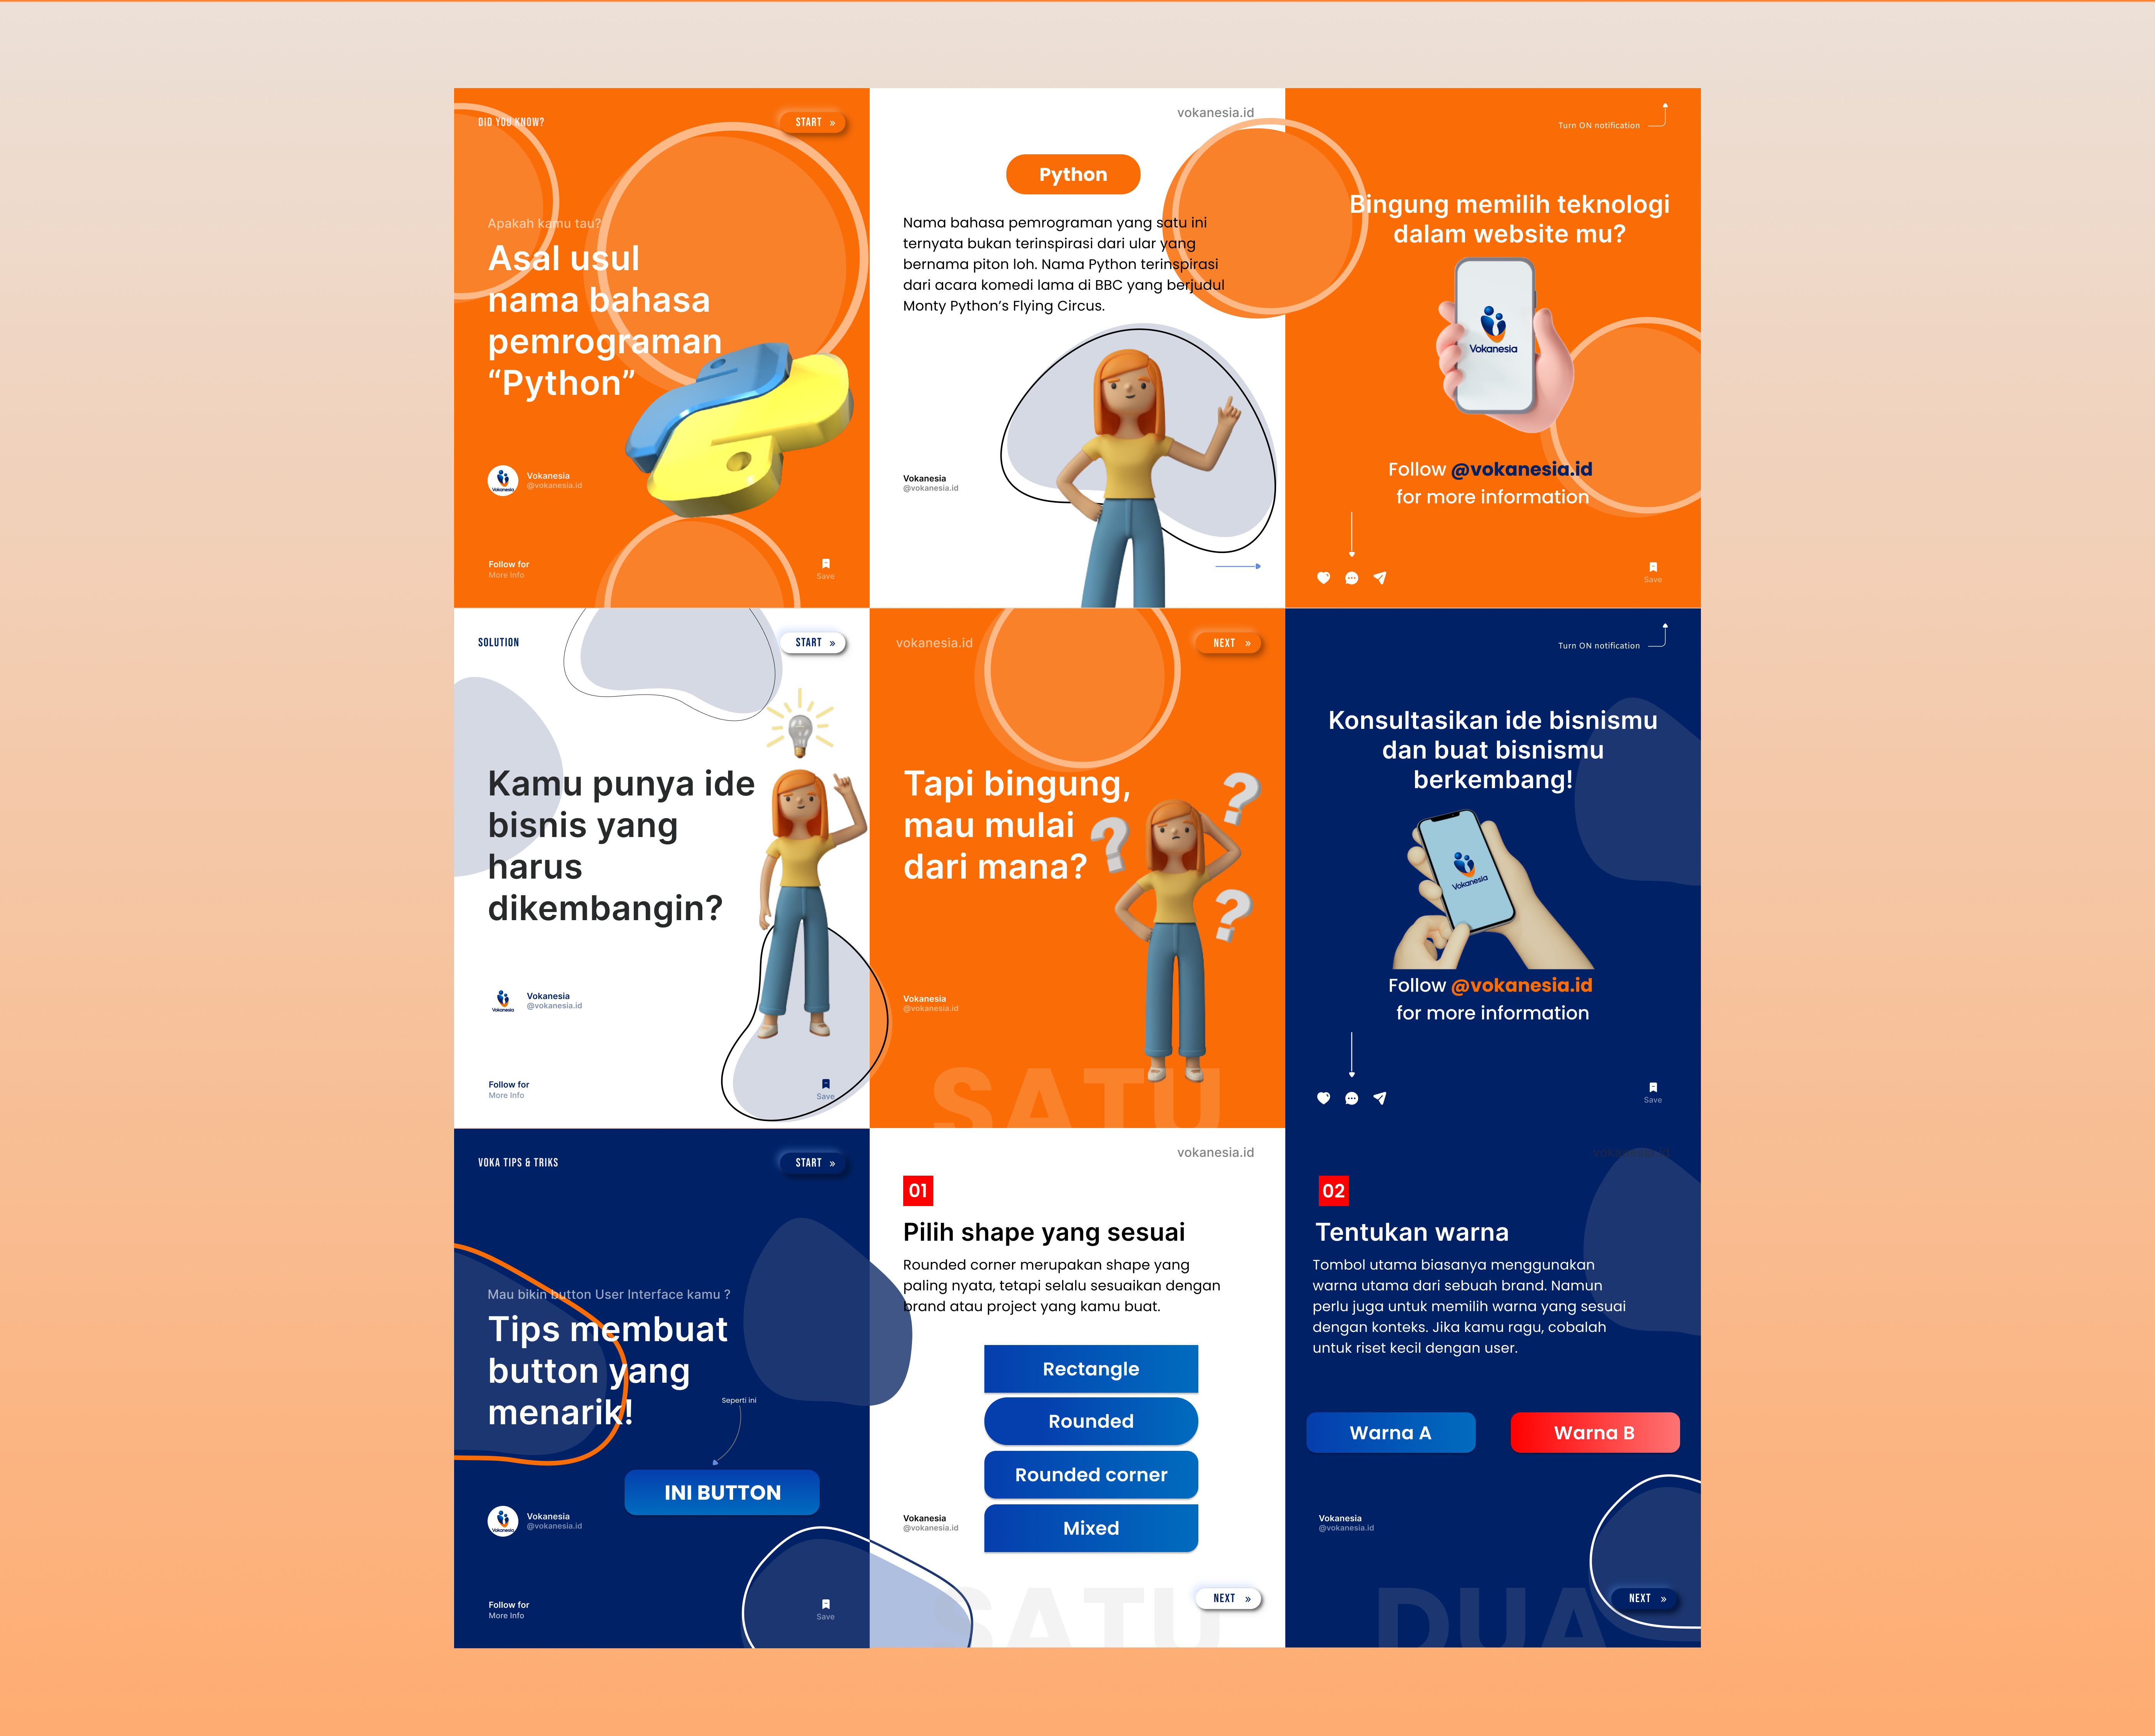 DID YOU KNOW?
START »
Apakah kamu tau?
Asal usul
nama bahasa
pemrograman
“Python”
Vokanesia
Vokanesia
@vokanesia.id
Follow for
More Info
Save
vokanesia.id
Python
Nama bahasa pemrograman yang satu ini
ternyata bukan terinspirasi dari ular yang
bernama piton loh. Nama Python terinspirasi
dari acara komedi lama di BBC yang berjudul
Monty Python’s Flying Circus.
Vokanesia
@vokanesia.id
Turn ON notification
Bingung memilih teknologi
dalam website mu?
Vokanesia
Follow @vokanesia.id
for more information
Save
SOLUTION
START »
Kamu punya ide
bisnis yang
harus
dikembangin?
Vokanesia
Vokanesia
@vokanesia.id
Follow for
More Info
Save
vokanesia.id
NEXT »
Tapi bingung,
mau mulai
dari mana?
? ? ?
Vokanesia
@vokanesia.id
SATU
Turn ON notification
Konsultasikan ide bisnismu
dan buat bisnismu
berkembang!
Vokanesia
Follow @vokanesia.id
for more information
Save
VOKA TIPS & TRIKS
START »
Mau bikin button User Interface kamu ?
Tips membuat
button yang
menarik!
Seperti ini
INI BUTTON
Vokanesia
Vokanesia
@vokanesia.id
Follow for
More Info
Save
vokanesia.id
01
Pilih shape yang sesuai
Rounded corner merupakan shape yang
paling nyata, tetapi selalu sesuaikan dengan
brand atau project yang kamu buat.
Rectangle
Rounded
Rounded corner
Mixed
Vokanesia
@vokanesia.id
NEXT »
SATU
vokanesia.id
02
Tentukan warna
Tombol utama biasanya menggunakan
warna utama dari sebuah brand. Namun
perlu juga untuk memilih warna yang sesuai
dengan konteks. Jika kamu ragu, cobalah
untuk riset kecil dengan user.
Warna A
Warna B
Vokanesia
@vokanesia.id
NEXT »
DUA